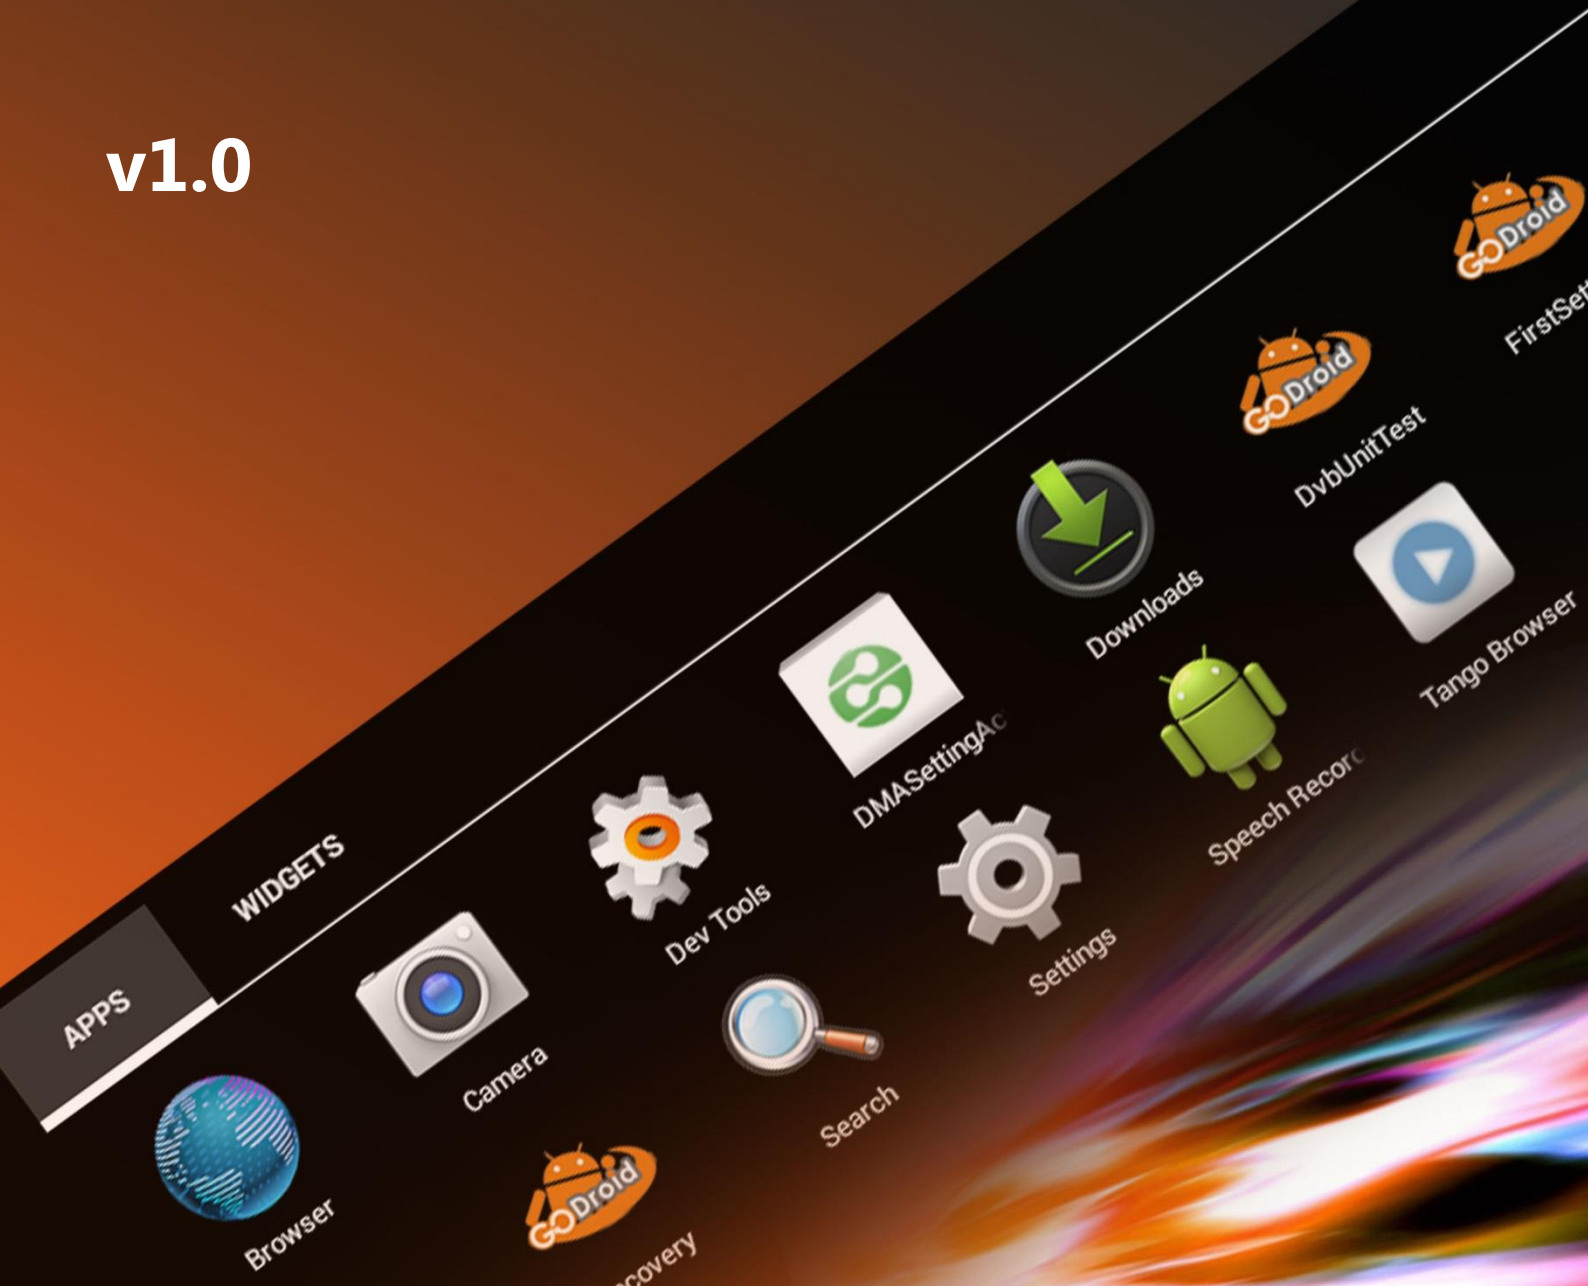 v1.0
APPS
WIDGETS
Browser
Camera
Dev Tools
DMASettingAc
Downloads
GODroid
DvbUnitTest
GODroid
FirstSet
GODroid
covery
Search
Settings
Speech Recorc
Tango Browser